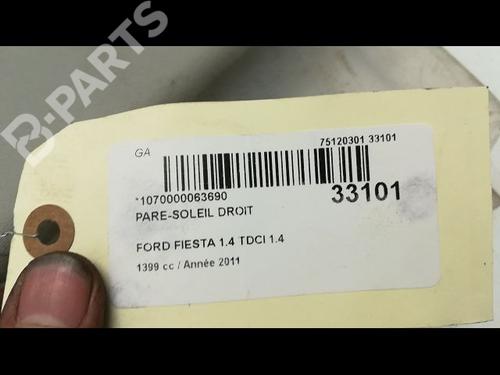 B-PARTS
GA
75120301 33101
*1070000063690
33101
PARE-SOLEIL DROIT
FORD FIESTA 1.4 TDCI 1.4
1399 cc / Année 2011